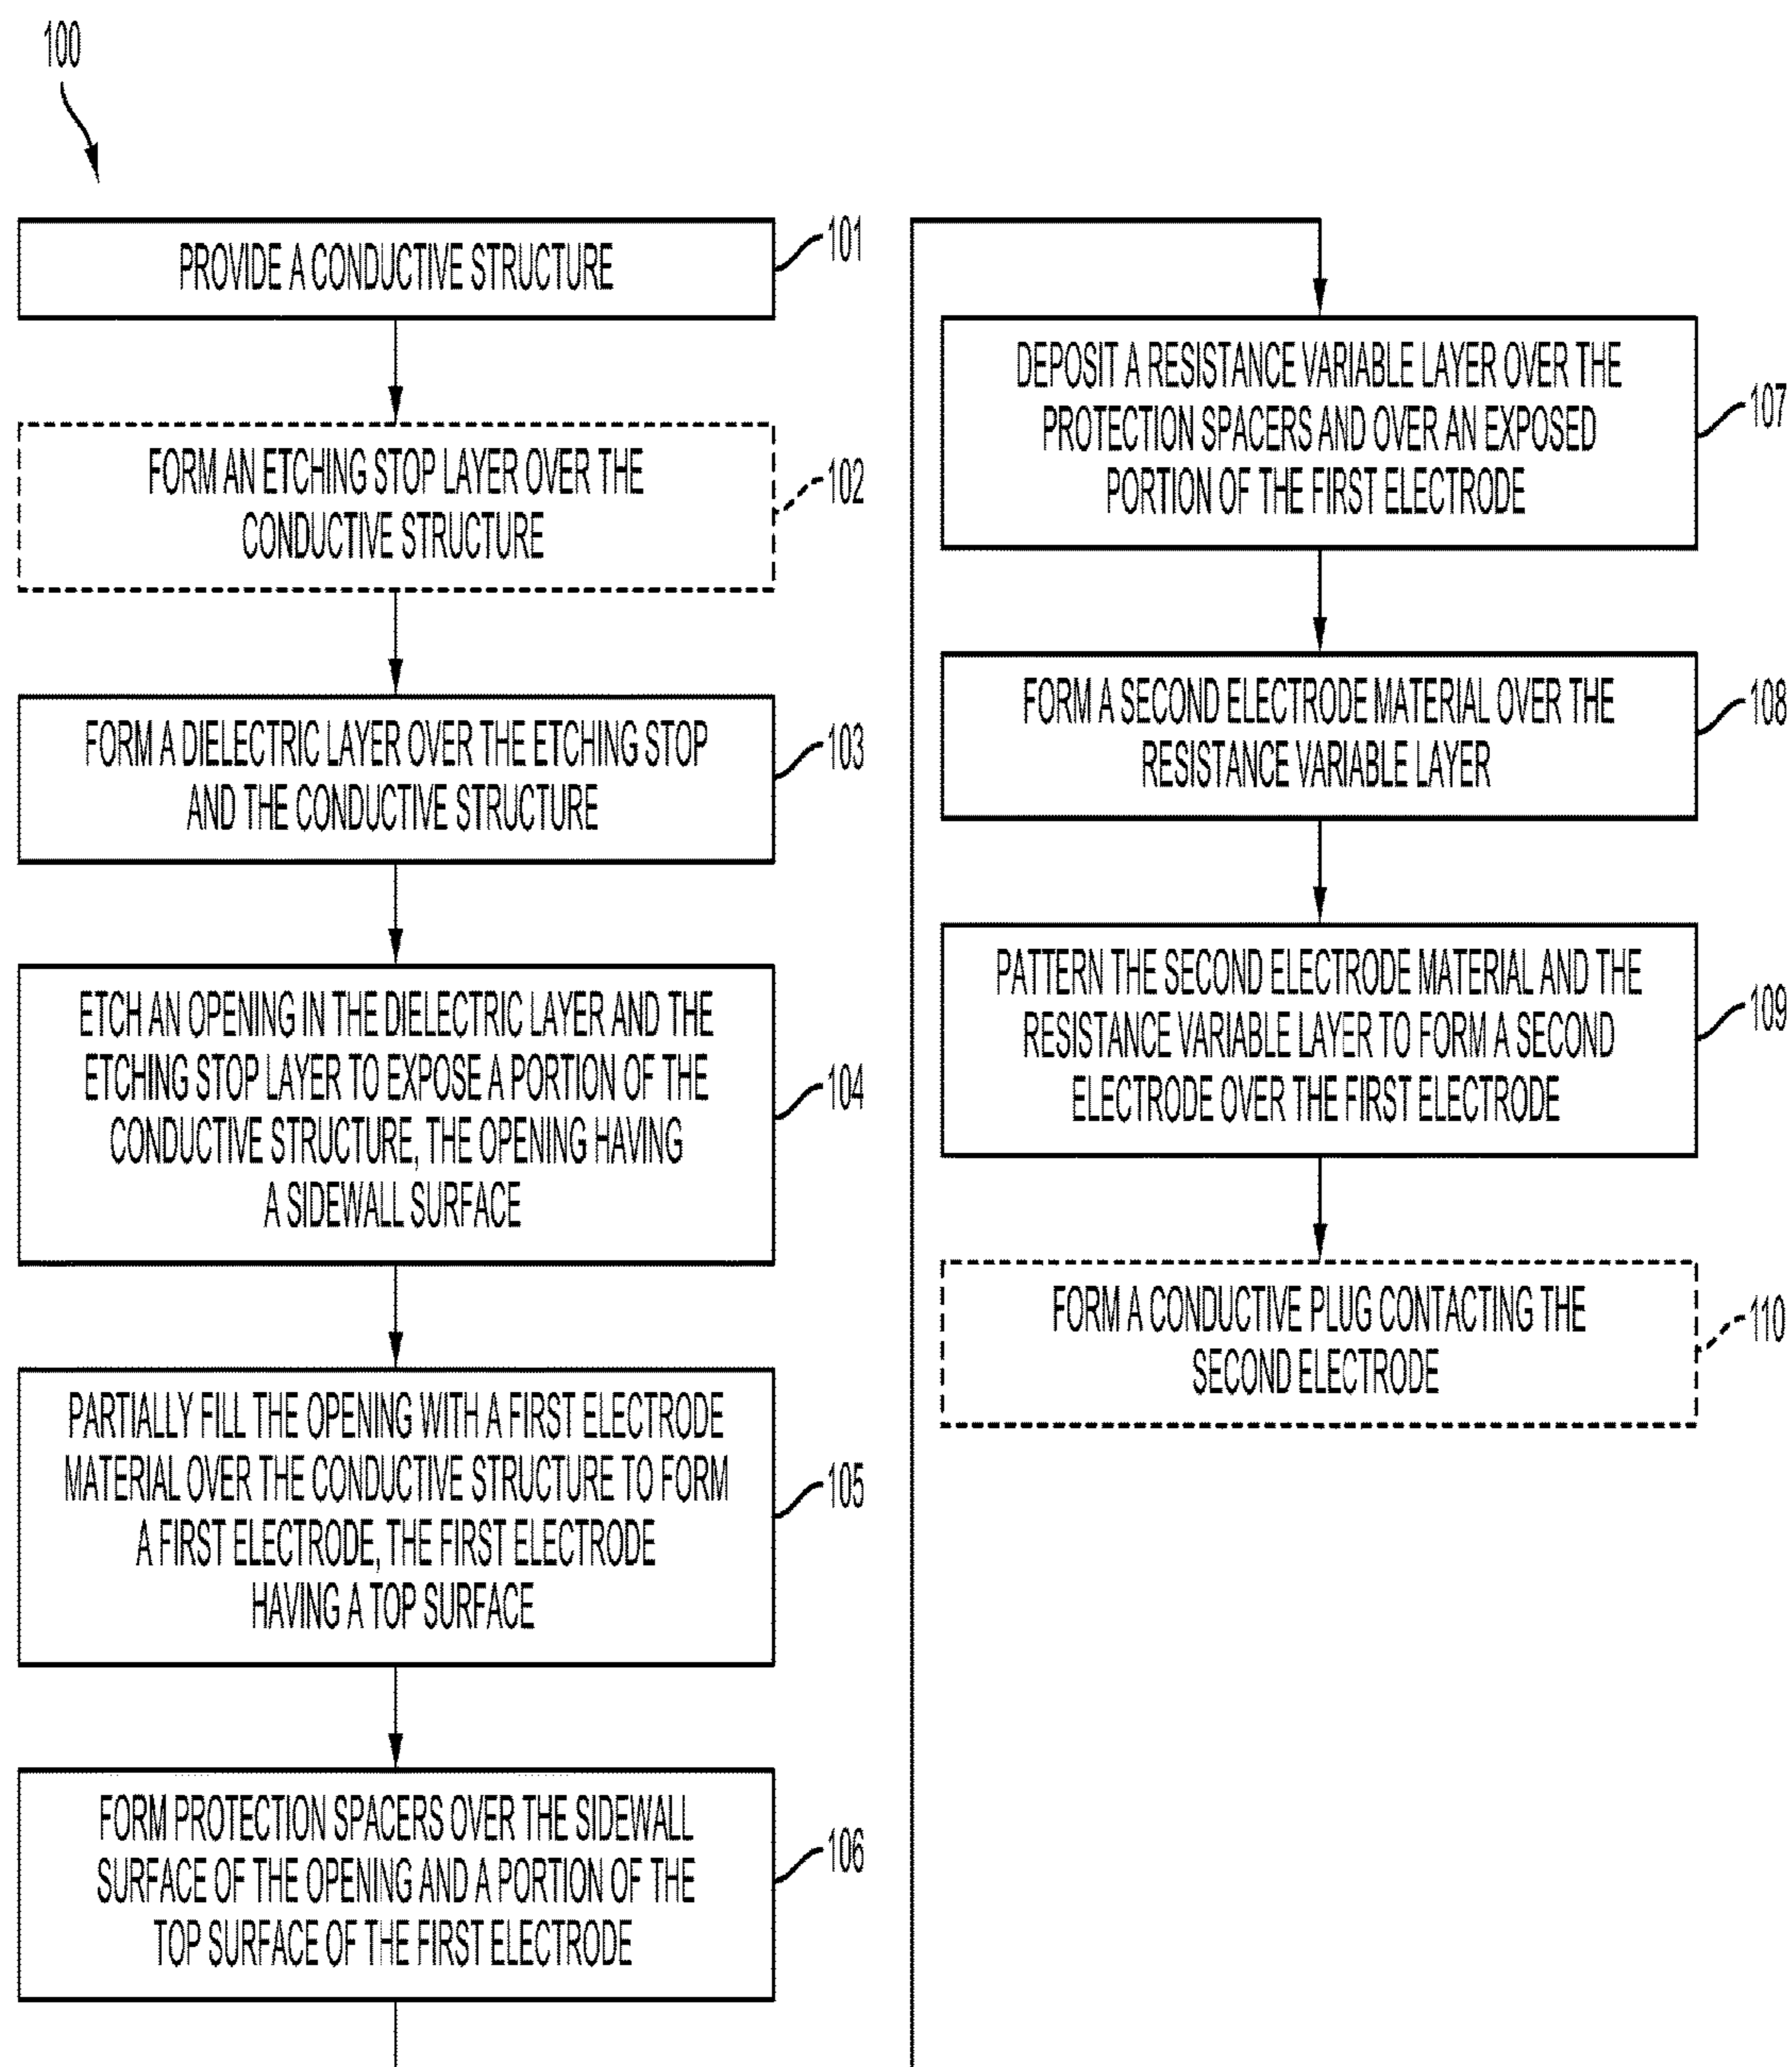 100
PROVIDE A CONDUCTIVE STRUCTURE
101
FORM AN ETCHING STOP LAYER OVER THE
CONDUCTIVE STRUCTURE
102
FORM A DIELECTRIC LAYER OVER THE ETCHING STOP
AND THE CONDUCTIVE STRUCTURE
103
ETCH AN OPENING IN THE DIELECTRIC LAYER AND THE
ETCHING STOP LAYER TO EXPOSE A PORTION OF THE
CONDUCTIVE STRUCTURE, THE OPENING HAVING
A SIDEWALL SURFACE
104
PARTIALLY FILL THE OPENING WITH A FIRST ELECTRODE
MATERIAL OVER THE CONDUCTIVE STRUCTURE TO FORM
A FIRST ELECTRODE, THE FIRST ELECTRODE
HAVING A TOP SURFACE
105
FORM PROTECTION SPACERS OVER THE SIDEWALL
SURFACE OF THE OPENING AND A PORTION OF THE
TOP SURFACE OF THE FIRST ELECTRODE
106
DEPOSIT A RESISTANCE VARIABLE LAYER OVER THE
PROTECTION SPACERS AND OVER AN EXPOSED
PORTION OF THE FIRST ELECTRODE
107
FORM A SECOND ELECTRODE MATERIAL OVER THE
RESISTANCE VARIABLE LAYER
108
PATTERN THE SECOND ELECTRODE MATERIAL AND THE
RESISTANCE VARIABLE LAYER TO FORM A SECOND
ELECTRODE OVER THE FIRST ELECTRODE
109
FORM A CONDUCTIVE PLUG CONTACTING THE
SECOND ELECTRODE
110